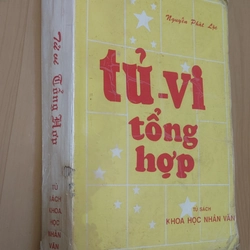 Nguyễn Phát Lộc
tủ-vi
tổng
hợp
TỦ SÁCH
KHOA HỌC NHÂN VĂN
Tử vi Tổng Hợp
TỦ
SÁCH
KHOA
HỌC
NHÂN
VĂN